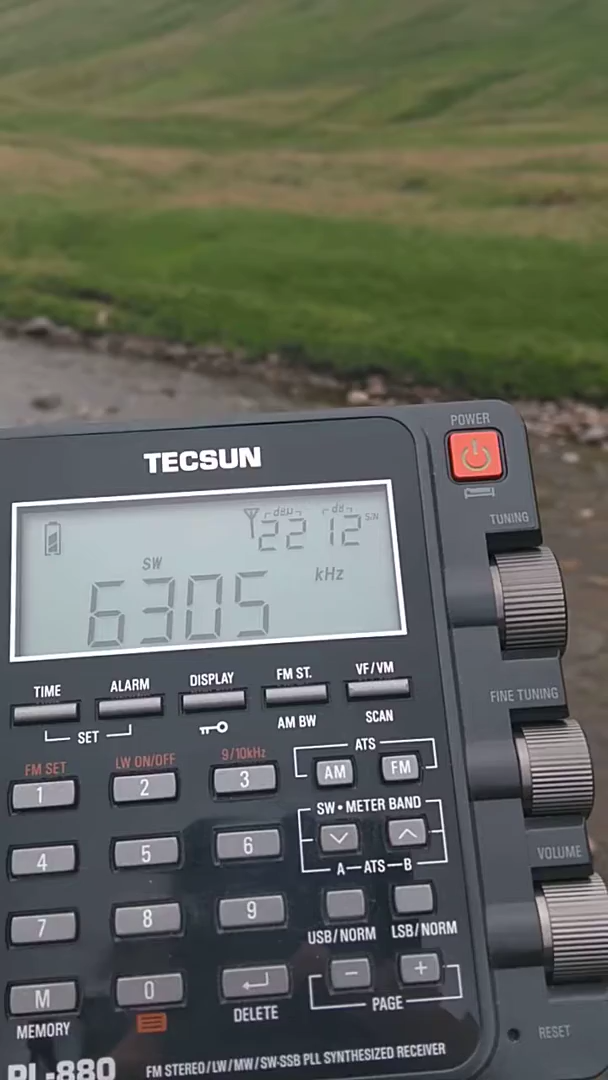 POWER
TECSUN
TUNING
dBμ dB
22 12 S/N
SW
6305 kHz
TIME ALARM DISPLAY FM ST. VF/VM
SET AM BW SCAN
FINE TUNING
ATS
FM SET LW ON/OFF 9/10kHz
1 2 3 AM FM
SW•METER BAND
4 5 6
A—ATS—B
VOLUME
7 8 9
USB/NORM LSB/NORM
M 0 - +
MEMORY DELETE PAGE
RESET
PL-880 FM STEREO/LW/MW/SW-SSB PLL SYNTHESIZED RECEIVER